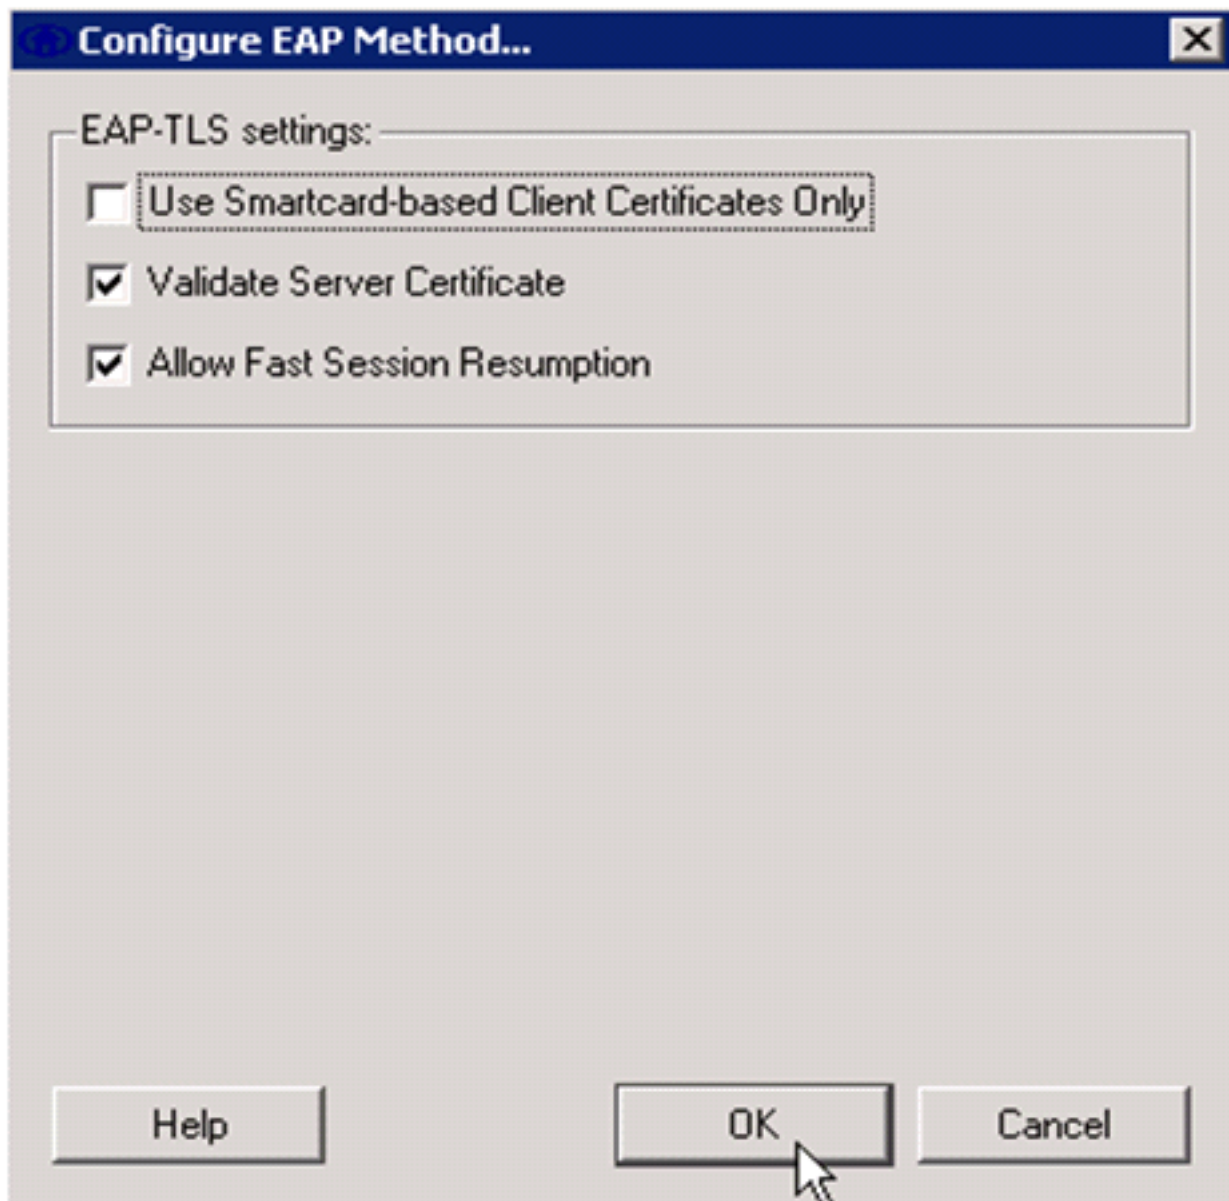 Configure EAP Method...
EAP-TLS settings:
Use Smartcard-based Client Certificates Only
Validate Server Certificate
Allow Fast Session Resumption
Help OK Cancel